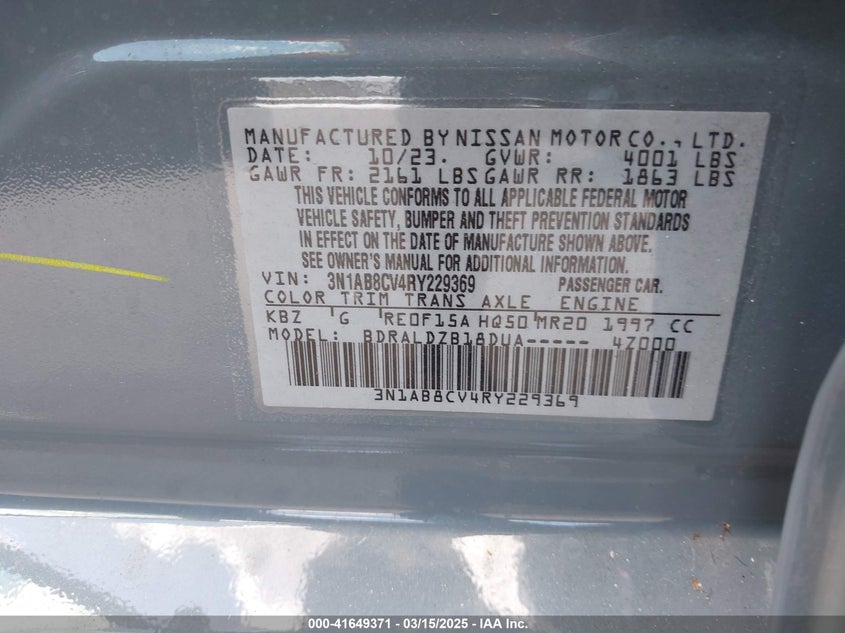 MANUFACTURED BY NISSAN MOTOR CO., LTD.
DATE: 10/23. GVWR: 4001 LBS
GAWR FR: 2161 LBS GAWR RR: 1863 LBS
THIS VEHICLE CONFORMS TO ALL APPLICABLE FEDERAL MOTOR
VEHICLE SAFETY, BUMPER AND THEFT PREVENTION STANDARDS
IN EFFECT ON THE DATE OF MANUFACTURE SHOWN ABOVE.
SEE OWNER'S MANUAL FOR ADDITIONAL INFORMATION.
VIN: 3N1AB8CV4RY229369 PASSENGER CAR.
COLOR TRIM TRANS AXLE ENGINE
KBZ G RE0F15A HQ50 MR20 1997 CC
MODEL: BDRALDZB18DUA----- 4Z000
3N1AB8CV4RY229369
000-41649371 | 03/15/2025 - IAA Inc.